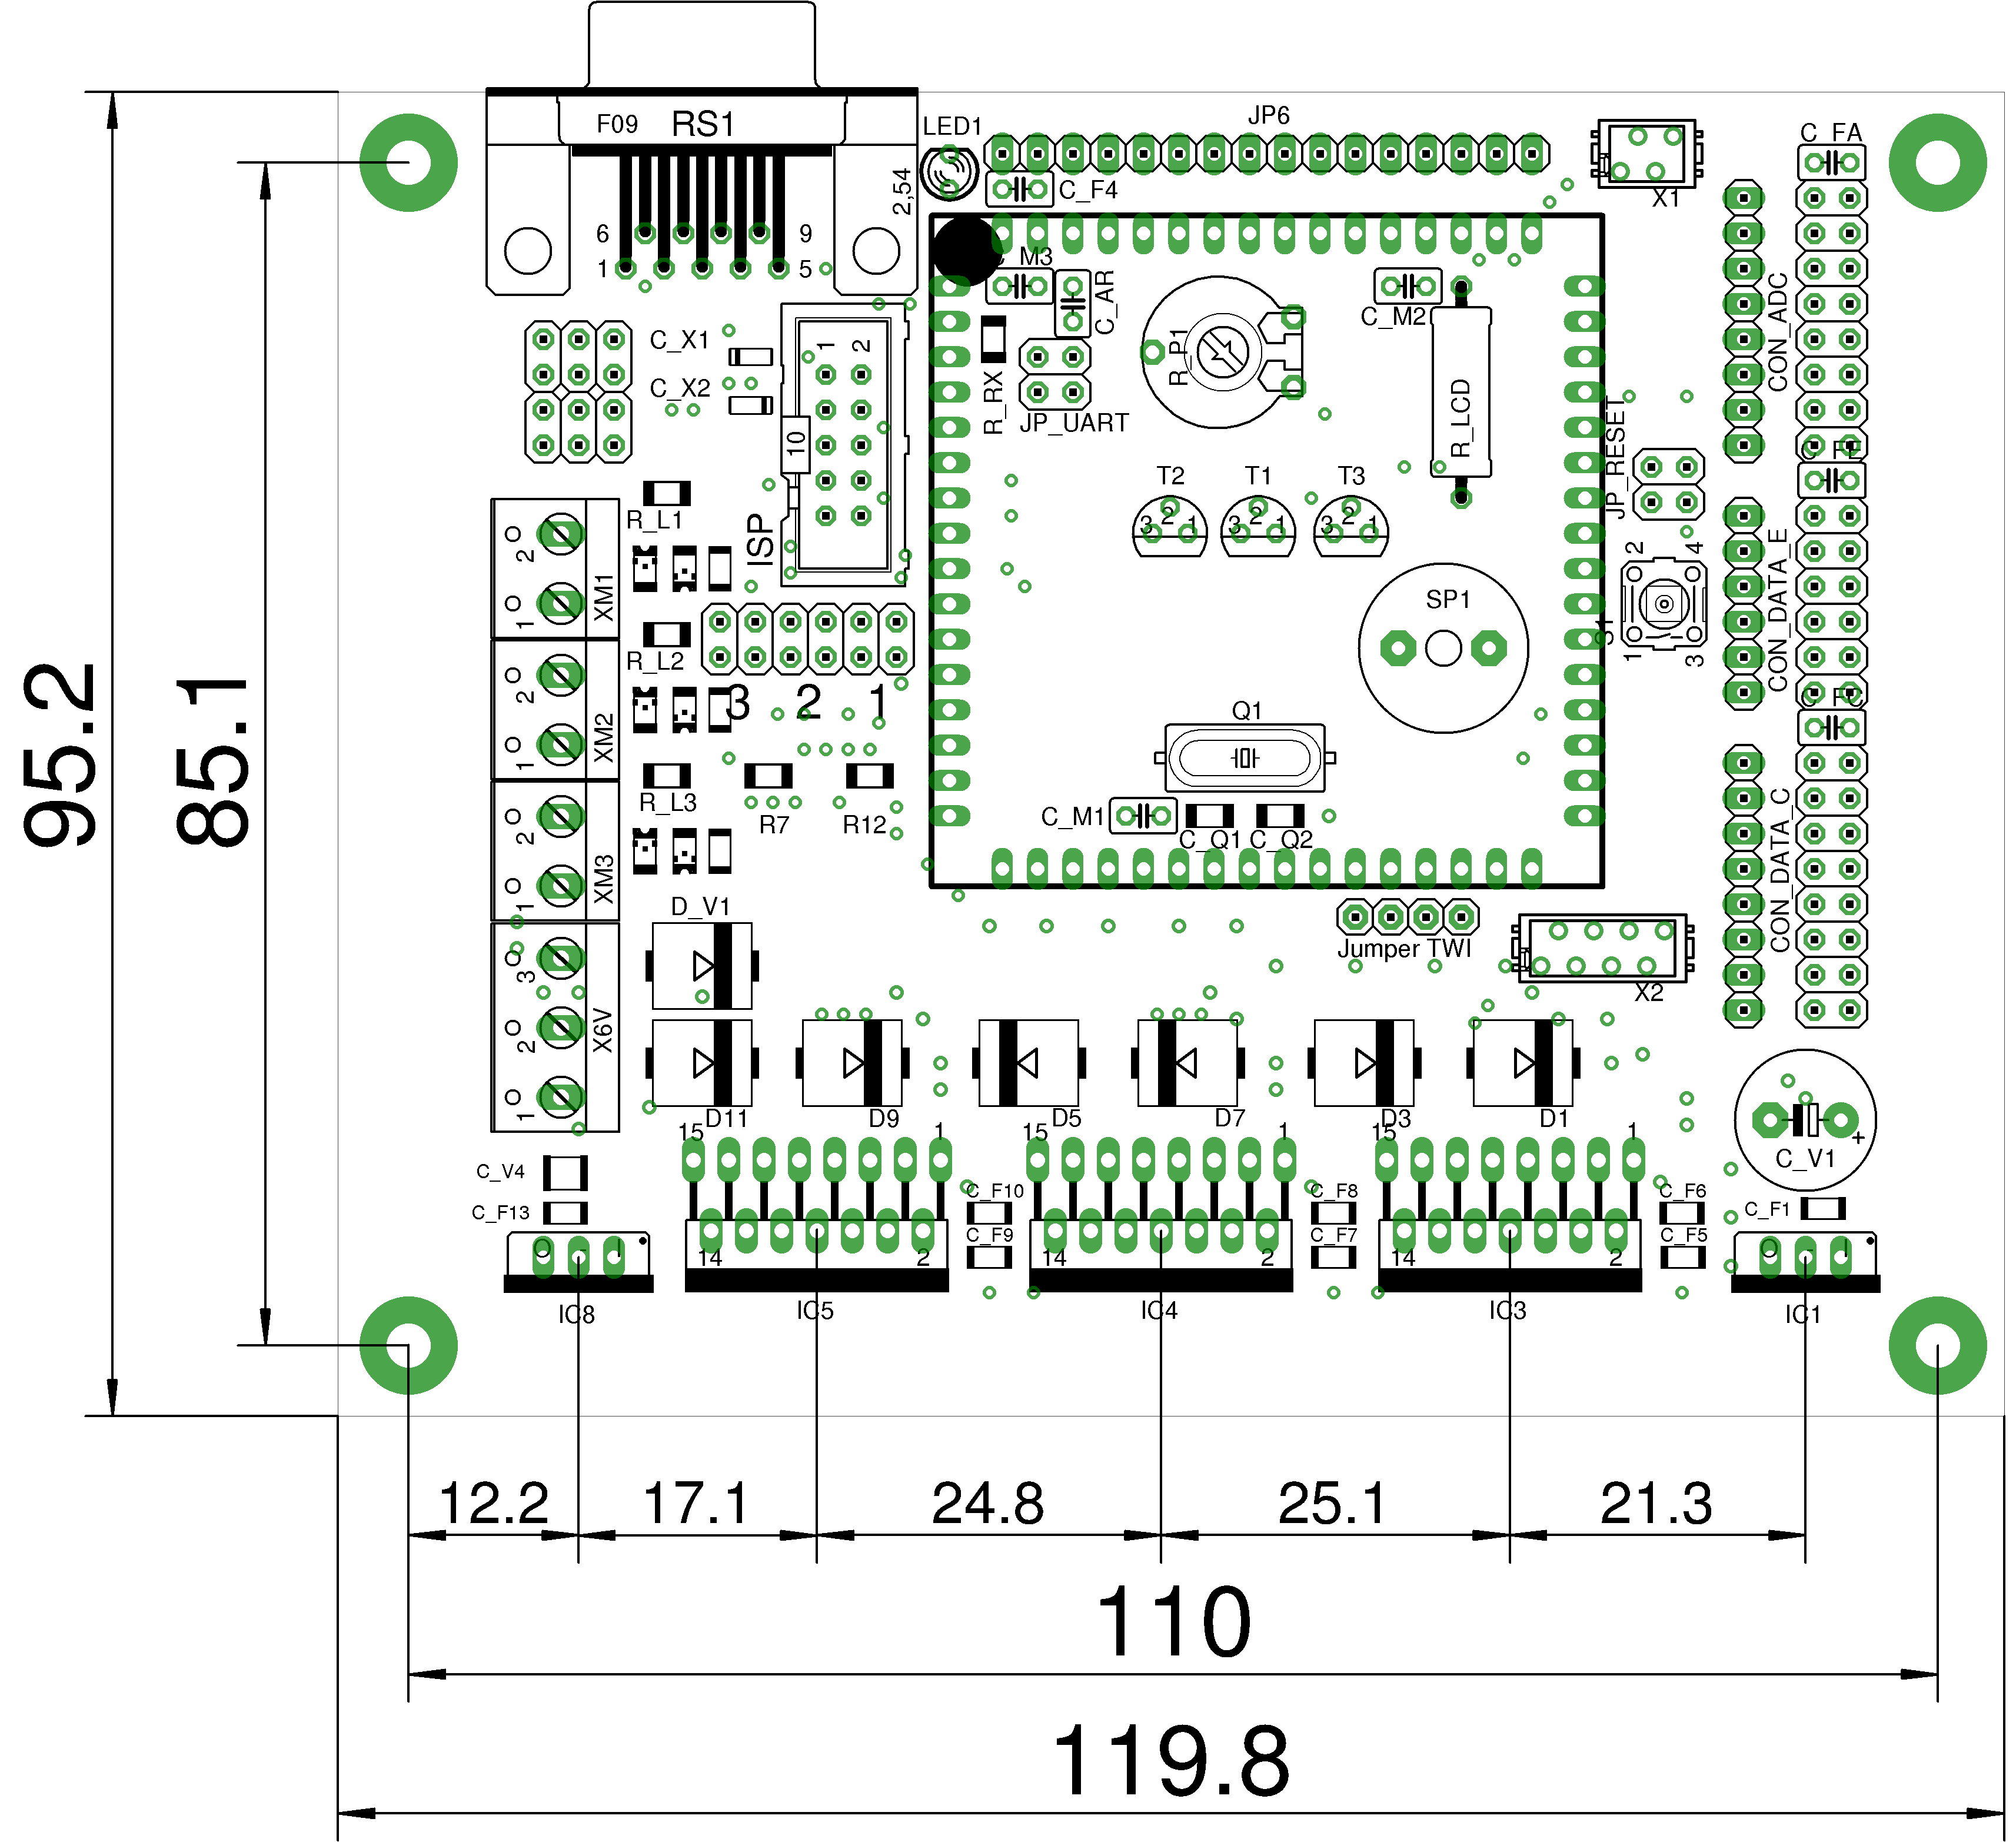 F09 RS1
LED1
JP6
C_FA
2,54
C_F4
X1
6 9
1 5
M3
C_AR
C_M2
CON_ADC
C_X1
C_X2
1 2
10
ISP
R_RX
JP_UART
R_P1
R_LCD
JP_RESET
C_FE
T2 T1 T3
3 2 1
3 2 1
3 2 1
R_L1
2
1
XM1
SP1
2 4
S1
1 3
CON_DATA_E
R_L2
2
1
XM2
3 2 1
Q1
C_FC
R_L3
R7 R12
C_M1
C_Q1 C_Q2
2
1
XM3
CON_DATA_C
D_V1
Jumper TWI
X2
3
2
1
X6V
D11 D9 D5 D7 D3 D1
15 1
15 1
15 1
C_V1
+
C_V4
C_F13
C_F10
C_F9
C_F8
C_F7
C_F6
C_F5
C_F1
O - I
14 2
14 2
14 2
O - I
IC8 IC5 IC4 IC3 IC1
95.2
85.1
12.2 17.1 24.8 25.1 21.3
110
119.8